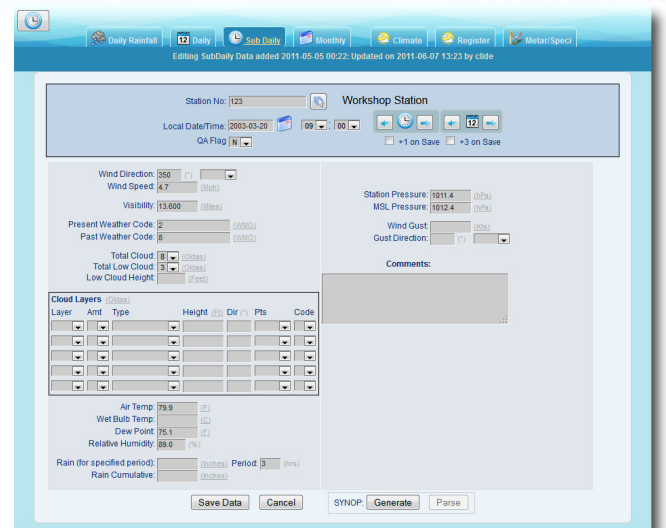 Daily Rainfall 12 Daily Sub Daily Monthly Climate Register Metar/Speci
Editing SubDaily Data added 2011-05-05 00:22: Updated on 2011-06-07 13:23 by clide
Station No: 123 Workshop Station
Local Date/Time: 2003-03-20 09 : 00 12
QA Flag N +1 on Save +3 on Save
Wind Direction: 350 (°)
Wind Speed: 4.7 (Mph)
Visibility: 13.600 (Miles)
Present Weather Code: 2 (WMO)
Past Weather Code: 8 (WMO)
Total Cloud: 8 (Oktas)
Total Low Cloud: 3 (Oktas)
Low Cloud Height: (Feet)
Station Pressure: 1011.4 (hPa)
MSL Pressure: 1012.4 (hPa)
Wind Gust: (Kts)
Gust Direction: (°)
Comments:
Cloud Layers (Oktas)
Layer Amt Type Height (Ft) Dir (°) Pts Code
Air Temp: 79.9 (F)
Wet Bulb Temp: (C)
Dew Point: 75.1 (F)
Relative Humidity: 89.0 (%)
Rain (for specified period): (Inches) Period: 3 (hrs)
Rain Cumulative: (Inches)
Save Data Cancel SYNOP: Generate Parse